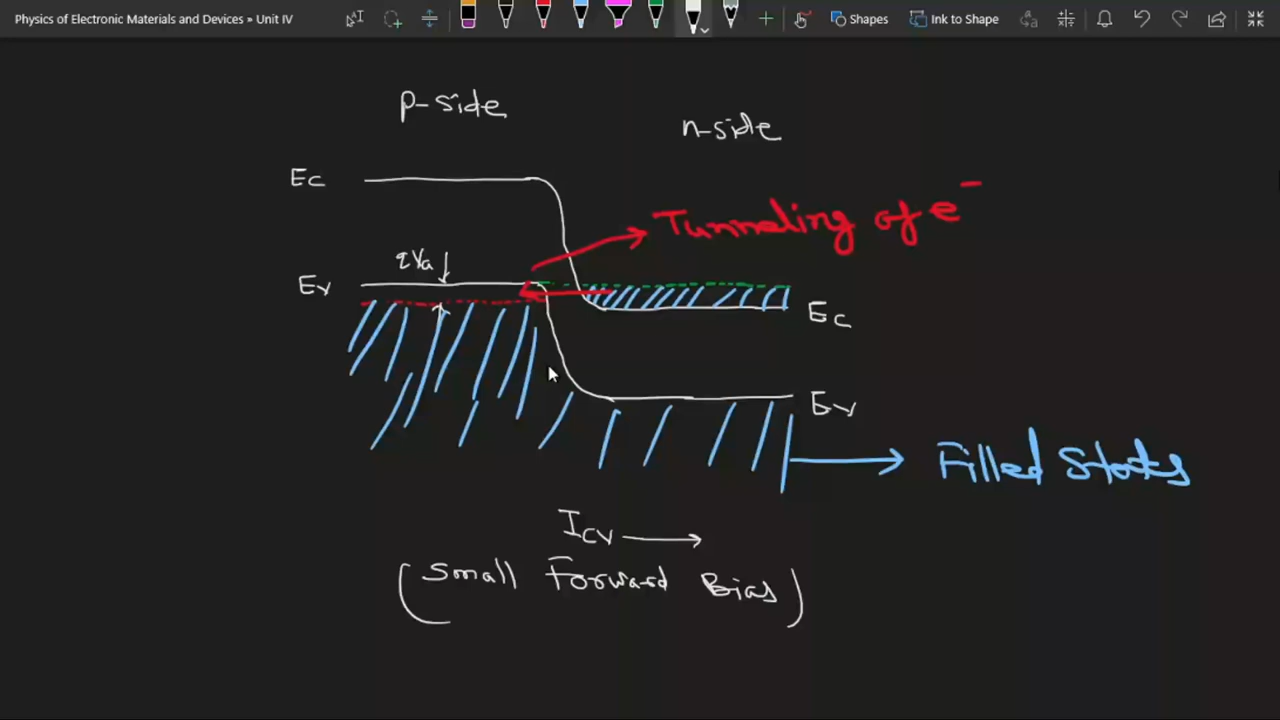 Physics of Electronic Materials and Devices » Unit IV
Shapes
Ink to Shape
p-side
n-side
Ec
Tunneling of e⁻
qVa
Ev
Ec
Ev
Filled States
Icv
(Small Forward Bias)